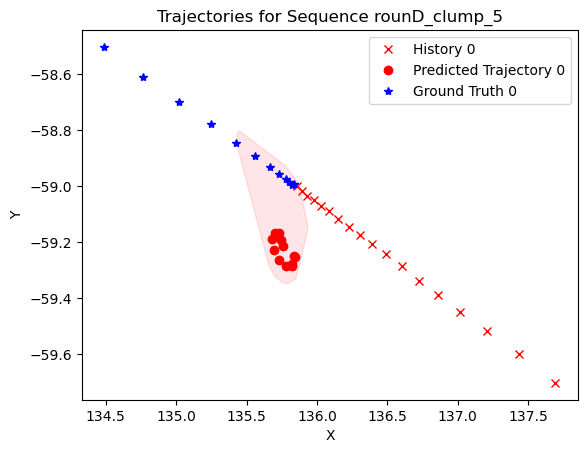 Trajectories for Sequence rounD_clump_5
History 0
Predicted Trajectory 0
Ground Truth 0
−58.6
−58.8
−59.0
−59.2
−59.4
−59.6
Y
134.5 135.0 135.5 136.0 136.5 137.0 137.5
X